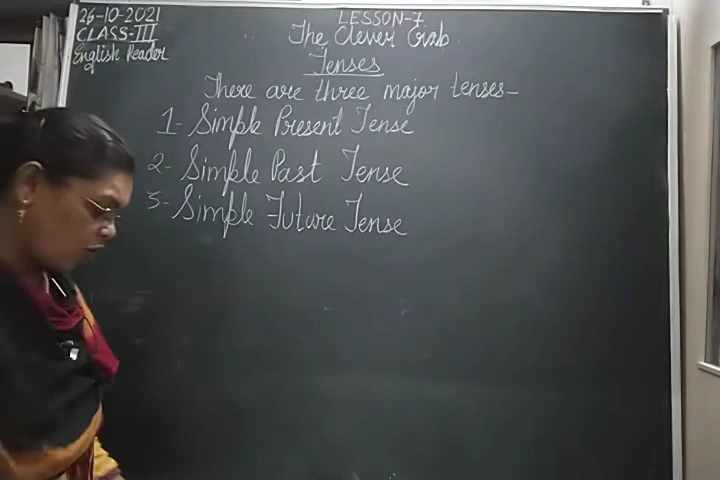 26-10-2021
CLASS-III
English Reader
LESSON-7
The Clever Crab
Tenses
There are three major tenses-
1- Simple Present Tense
2- Simple Past Tense
3- Simple Future Tense